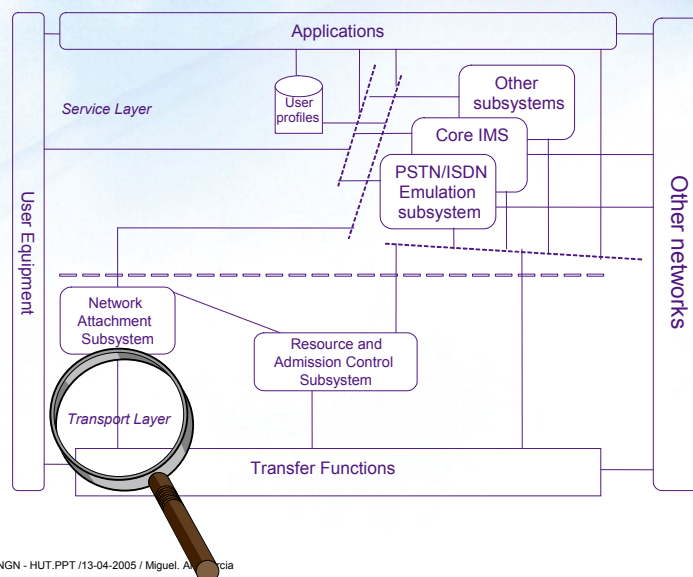 Applications
User
profiles
Service Layer
Other
subsystems
Core IMS
PSTN/ISDN
Emulation
subsystem
User Equipment
Other networks
Network
Attachment
Subsystem
Resource and
Admission Control
Subsystem
Transport Layer
Transfer Functions
NGN - HUT.PPT /13-04-2005 / Miguel. A. rcia